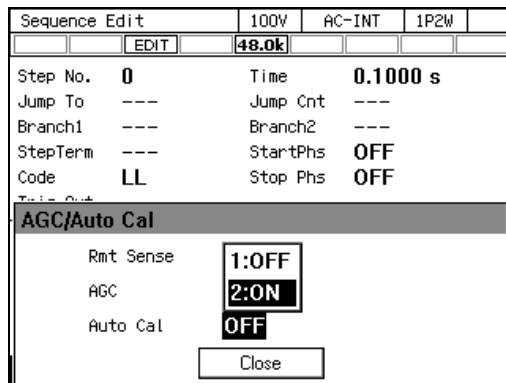 Sequence Edit 100V AC-INT 1P2W
EDIT 48.0k
Step No. 0 Time 0.1000 s
Jump To --- Jump Cnt ---
Branch1 --- Branch2 ---
StepTerm --- StartPhs OFF
Code LL Stop Phs OFF
AGC/Auto Cal
Rmt Sense 1:OFF
AGC 2:ON
Auto Cal OFF
Close